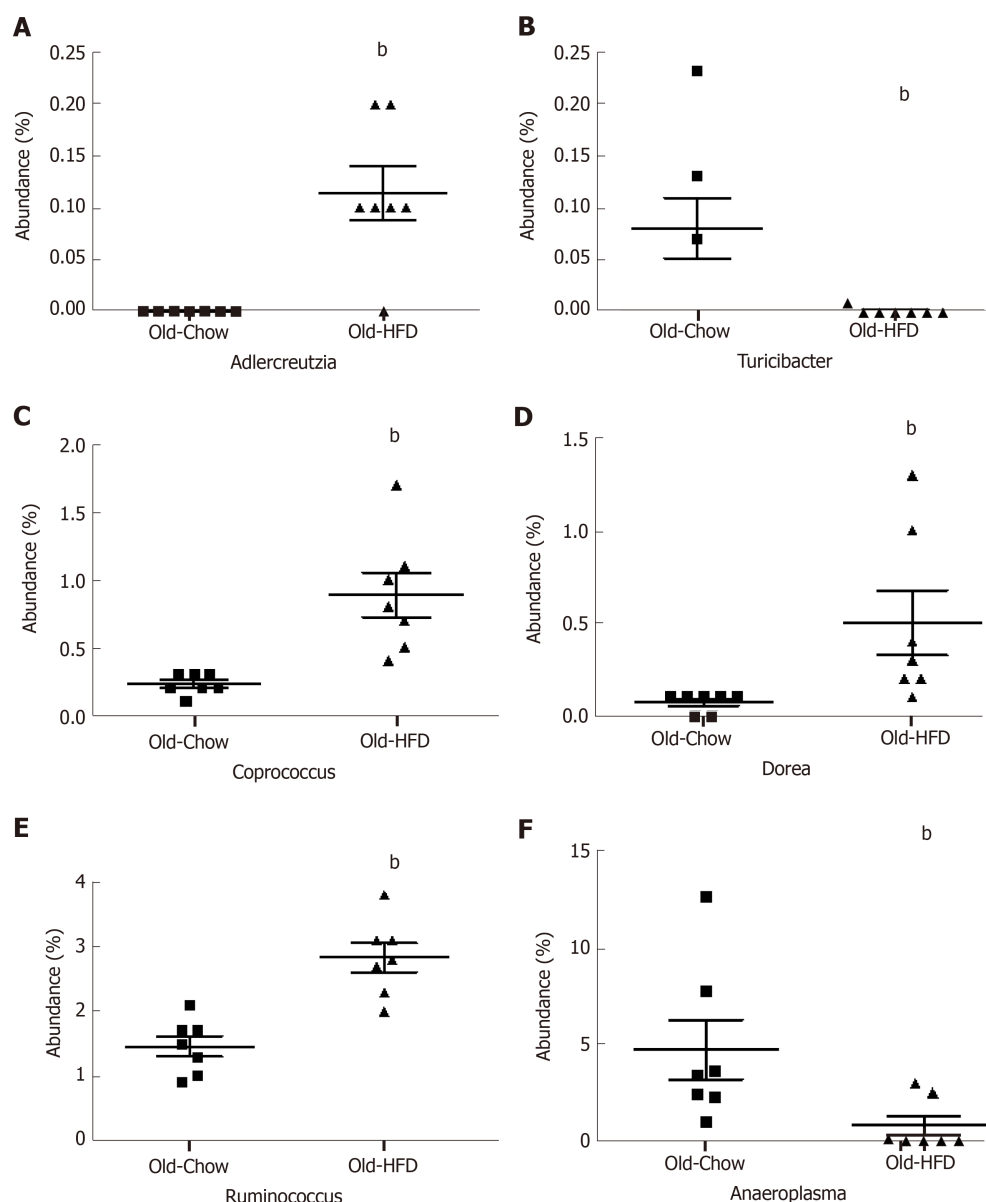 A
b
0.25
0.20
0.15
0.10
0.05
0.00
Abundance (%)
Old-Chow
Old-HFD
Adlercreutzia
B
b
0.25
0.20
0.15
0.10
0.05
0.00
Abundance (%)
Old-Chow
Old-HFD
Turicibacter
C
b
2.0
1.5
1.0
0.5
0.0
Abundance (%)
Old-Chow
Old-HFD
Coprococcus
D
b
1.5
1.0
0.5
0.0
Abundance (%)
Old-Chow
Old-HFD
Dorea
E
b
4
3
2
1
0
Abundance (%)
Old-Chow
Old-HFD
Ruminococcus
F
b
15
10
5
0
Abundance (%)
Old-Chow
Old-HFD
Anaeroplasma